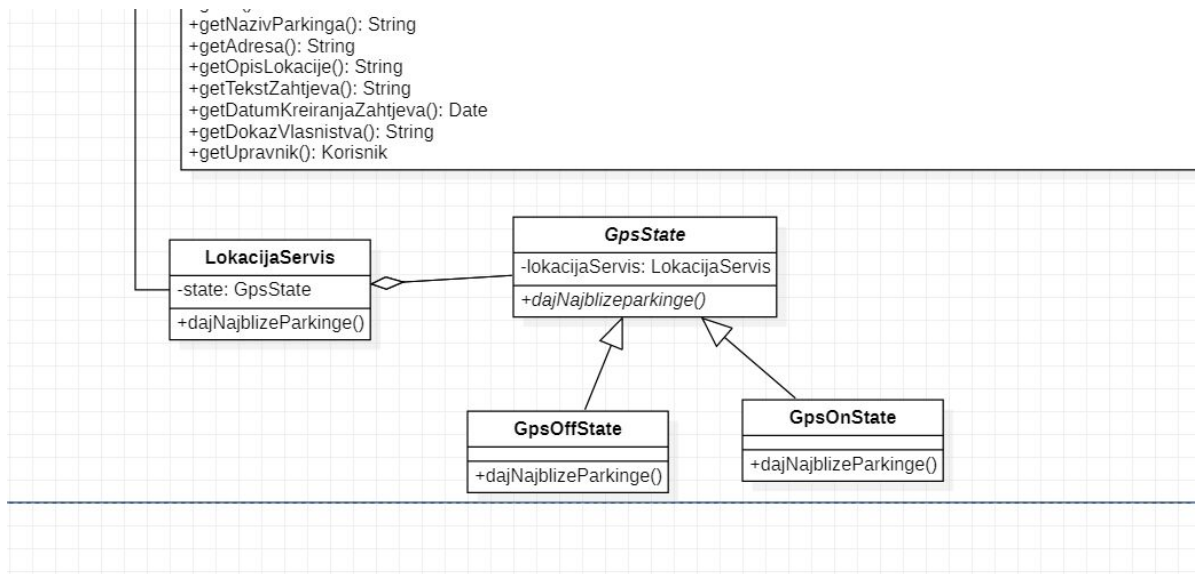 +getNazivParkinga(): String
+getAdresa(): String
+getOpisLokacije(): String
+getTekstZahtjeva(): String
+getDatumKreiranjaZahtjeva(): Date
+getDokazVlasnistva(): String
+getUpravnik(): Korisnik
LokacijaServis
-state: GpsState
+dajNajblizeParkinge()
GpsState
-lokacijaServis: LokacijaServis
+dajNajblizeparkinge()
GpsOffState
+dajNajblizeParkinge()
GpsOnState
+dajNajblizeParkinge()